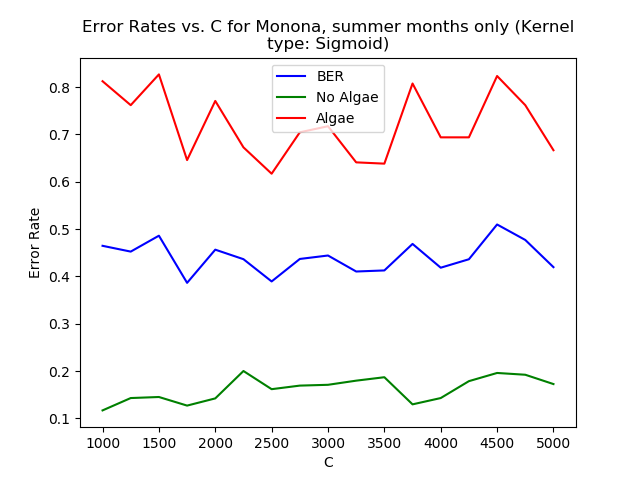 Error Rates vs. C for Monona, summer months only (Kernel
type: Sigmoid)
BER
No Algae
Algae
Error Rate
0.8
0.7
0.6
0.5
0.4
0.3
0.2
0.1
1000 1500 2000 2500 3000 3500 4000 4500 5000
C